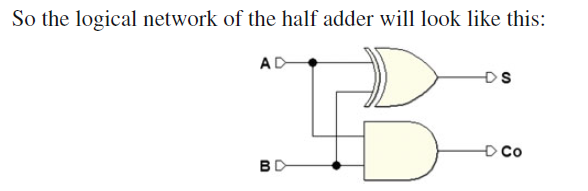 So the logical network of the half adder will look like this:
A
S
Co
B